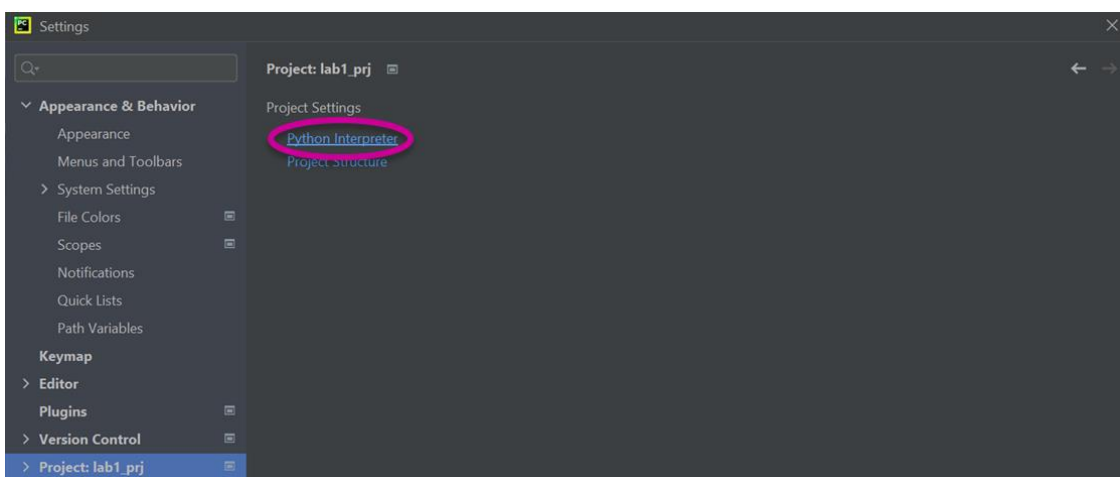 PC
Settings
Project: lab1_prj
Appearance & Behavior
Project Settings
Appearance
Python Interpreter
Menus and Toolbars
Project Structure
System Settings
File Colors
Scopes
Notifications
Quick Lists
Path Variables
Keymap
Editor
Plugins
Version Control
Project: lab1_prj